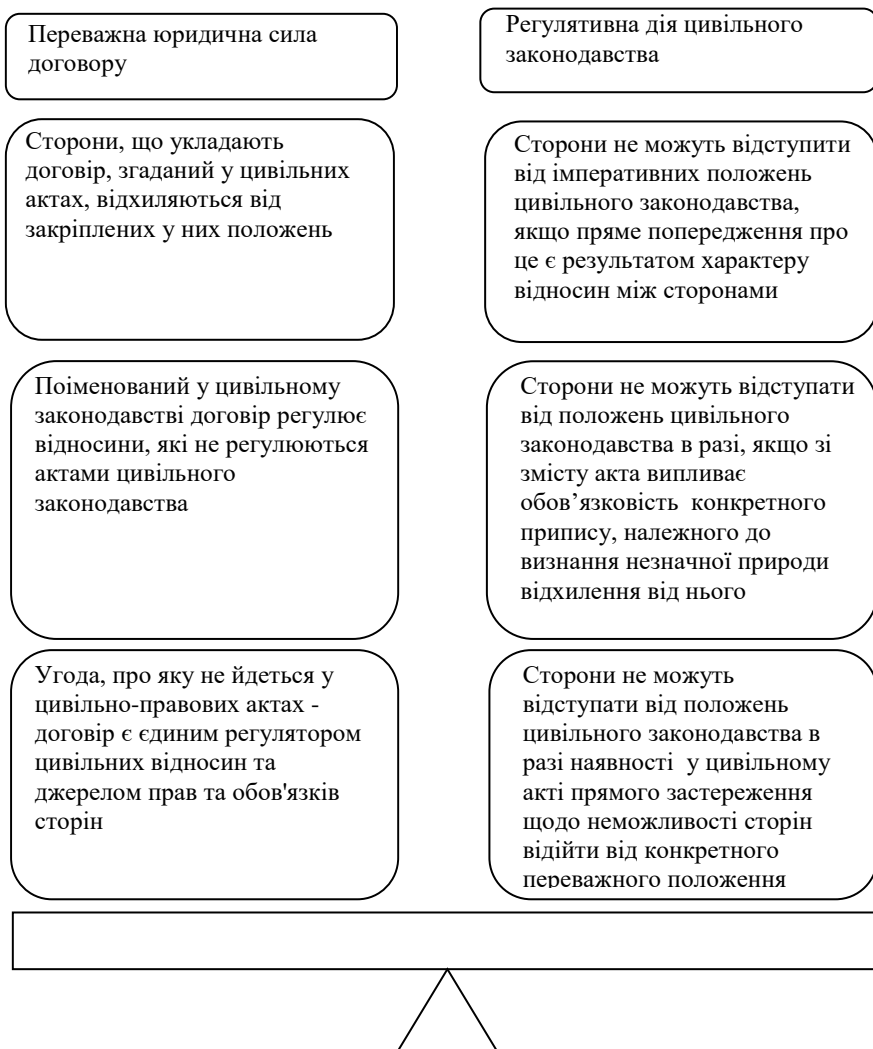 Переважна юридична сила
договору
Регулятивна дія цивільного
законодавства
Сторони, що укладають
договір, згаданий у цивільних
актах, відхиляються від
закріплених у них положень
Сторони не можуть відступити
від імперативних положень
цивільного законодавства,
якщо пряме попередження про
це є результатом характеру
відносин між сторонами
Поіменований у цивільному
законодавстві договір регулює
відносини, які не регулюються
актами цивільного
законодавства
Сторони не можуть відступати
від положень цивільного
законодавства в разі, якщо зі
змісту акта випливає
обов’язковість конкретного
припису, належного до
визнання незначної природи
відхилення від нього
Угода, про яку не йдеться у
цивільно-правових актах -
договір є єдиним регулятором
цивільних відносин та
джерелом прав та обов'язків
сторін
Сторони не можуть
відступати від положень
цивільного законодавства в
разі наявності у цивільному
акті прямого застереження
щодо неможливості сторін
відійти від конкретного
переважного положення